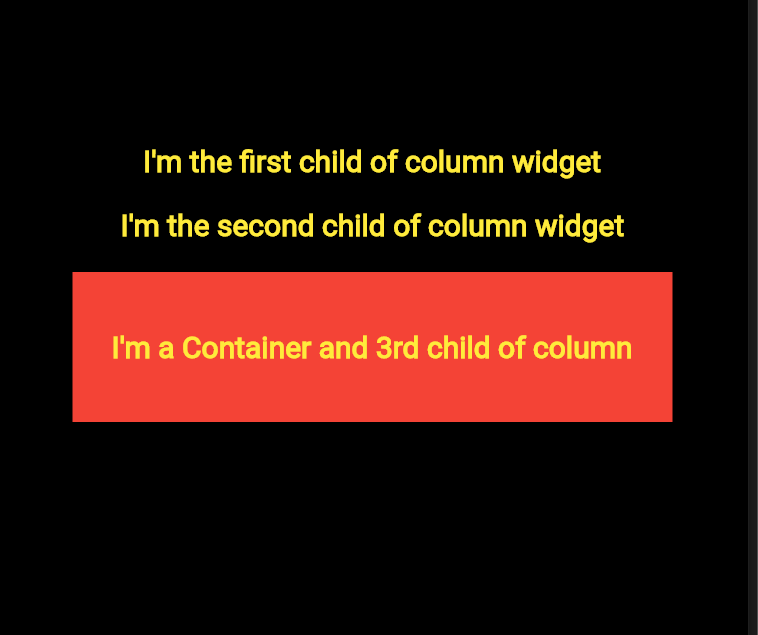 I'm the first child of column widget
I'm the second child of column widget
I'm a Container and 3rd child of column